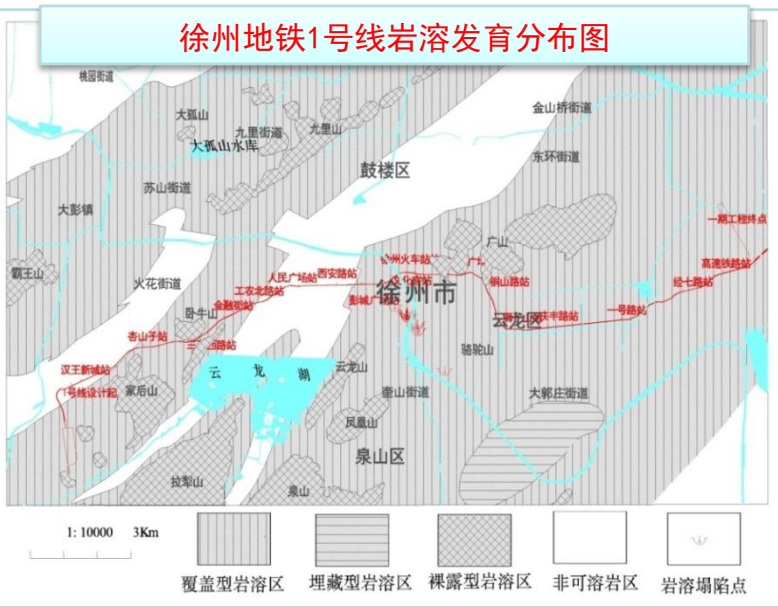 徐州地铁1号线岩溶发育分布图
桃园街道
大孤山
九里街道
九里山
大孤山水库
金山桥街道
东环街道
鼓楼区
苏山街道
大彭镇
一期工程终点
广山
高速铁路站
霸王山
火花街道
人民广场站
西安路站
徐州火车站
工农北路站
铜山路站
经七路站
彭城广
徐州市
金融街站
卧牛山
云龙区
庆丰路站
一号路站
杏山子站
路站
骆驼山
汉王新城站
云龙湖
云龙山
家后山
号线设计起
奎山街道
大郭庄街道
凤凰山
泉山区
拉犁山
泉山
1: 10000 3Km
覆盖型岩溶区
埋藏型岩溶区
裸露型岩溶区
非可溶岩区
岩溶塌陷点